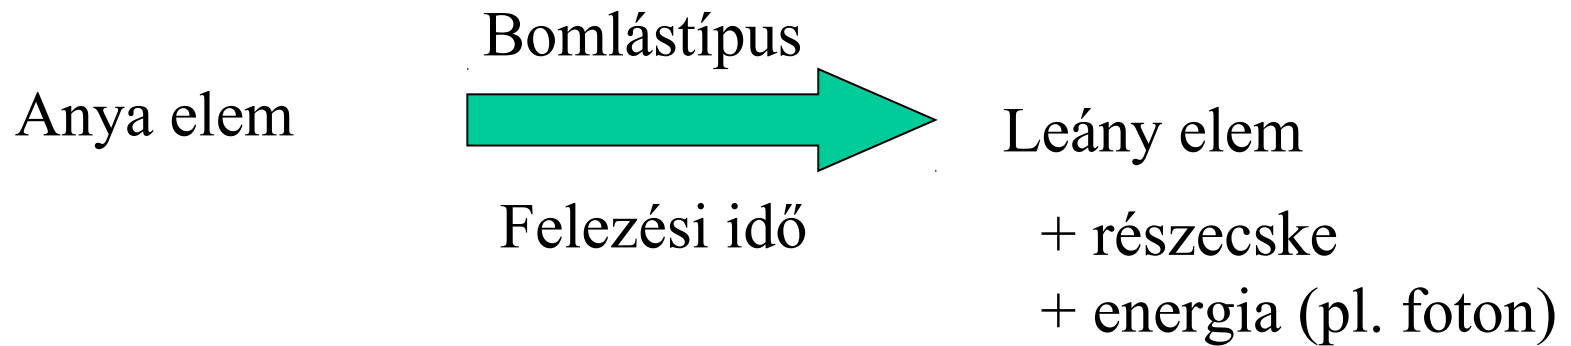 Bomlástípus
Anya elem
Leány elem
Felezési idő
+ részecske
+ energia (pl. foton)